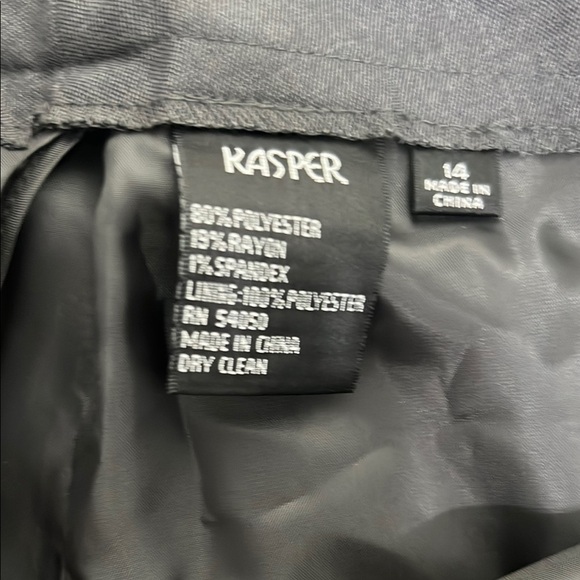 KASPER
80% POLYESTER
19% RAYON
1% SPANDEX
LINING:100% POLYESTER
RN 54050
MADE IN CHINA
DRY CLEAN
14
MADE IN
CHINA